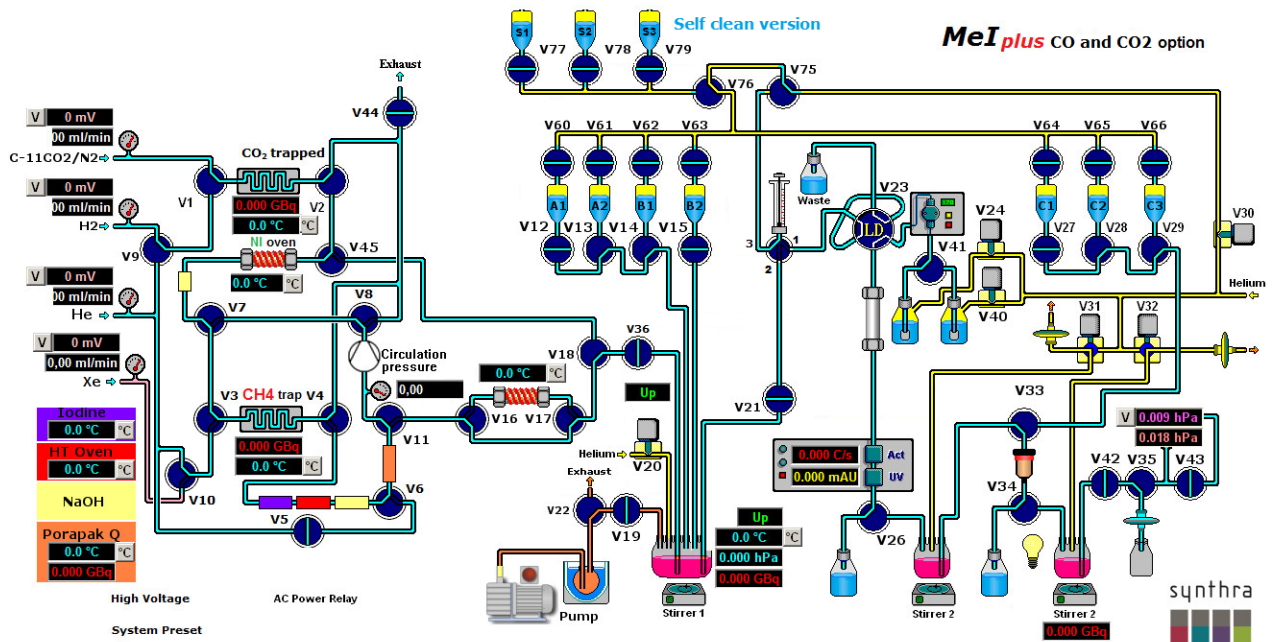 S1 S2 S3
Self clean version
MeI plus CO and CO2 option
V77 V78 V79
V76
V75
Exhaust
V44
V 0 mV
00 ml/min
C-11CO2/N2
CO₂ trapped
V1
V2
0.000 GBq
0.0 °C °C
V 0 mV
00 ml/min
H2
V9
NI oven
0.0 °C °C
V45
0 mV
00 ml/min
He
V7
V8
V 0 mV
0,00 ml/min
Xe
Circulation
pressure
0,00
V3 CH4 trap V4
0.000 GBq
0.0 °C °C
V10
V11
V5
V6
0.0 °C °C
V16 V17
V18
V36
Iodine
0.0 °C °C
HT Oven
0.0 °C °C
NaOH
Porapak Q
0.0 °C °C
0.000 GBq
High Voltage
AC Power Relay
System Preset
V60 V61 V62 V63
A1 A2 B1 B2
V12 V13 V14 V15
3 1
2
Waste
V23
LD
V24
V41
V40
V64 V65 V66
C1 C2 C3
V27 V28 V29
V30
Helium
V31 V32
Up
V21
Helium
V20
Exhaust
V22
V19
Pump
Up
0.0 °C °C
0.000 hPa
0.000 GBq
Stirrer 1
0.000 C/s Act
0.000 mAU UV
V26
Stirrer 2
V33
V34
V 0.009 hPa
0.018 hPa
V42 V35 V43
Stirrer 2
0.000 GBq
synthra